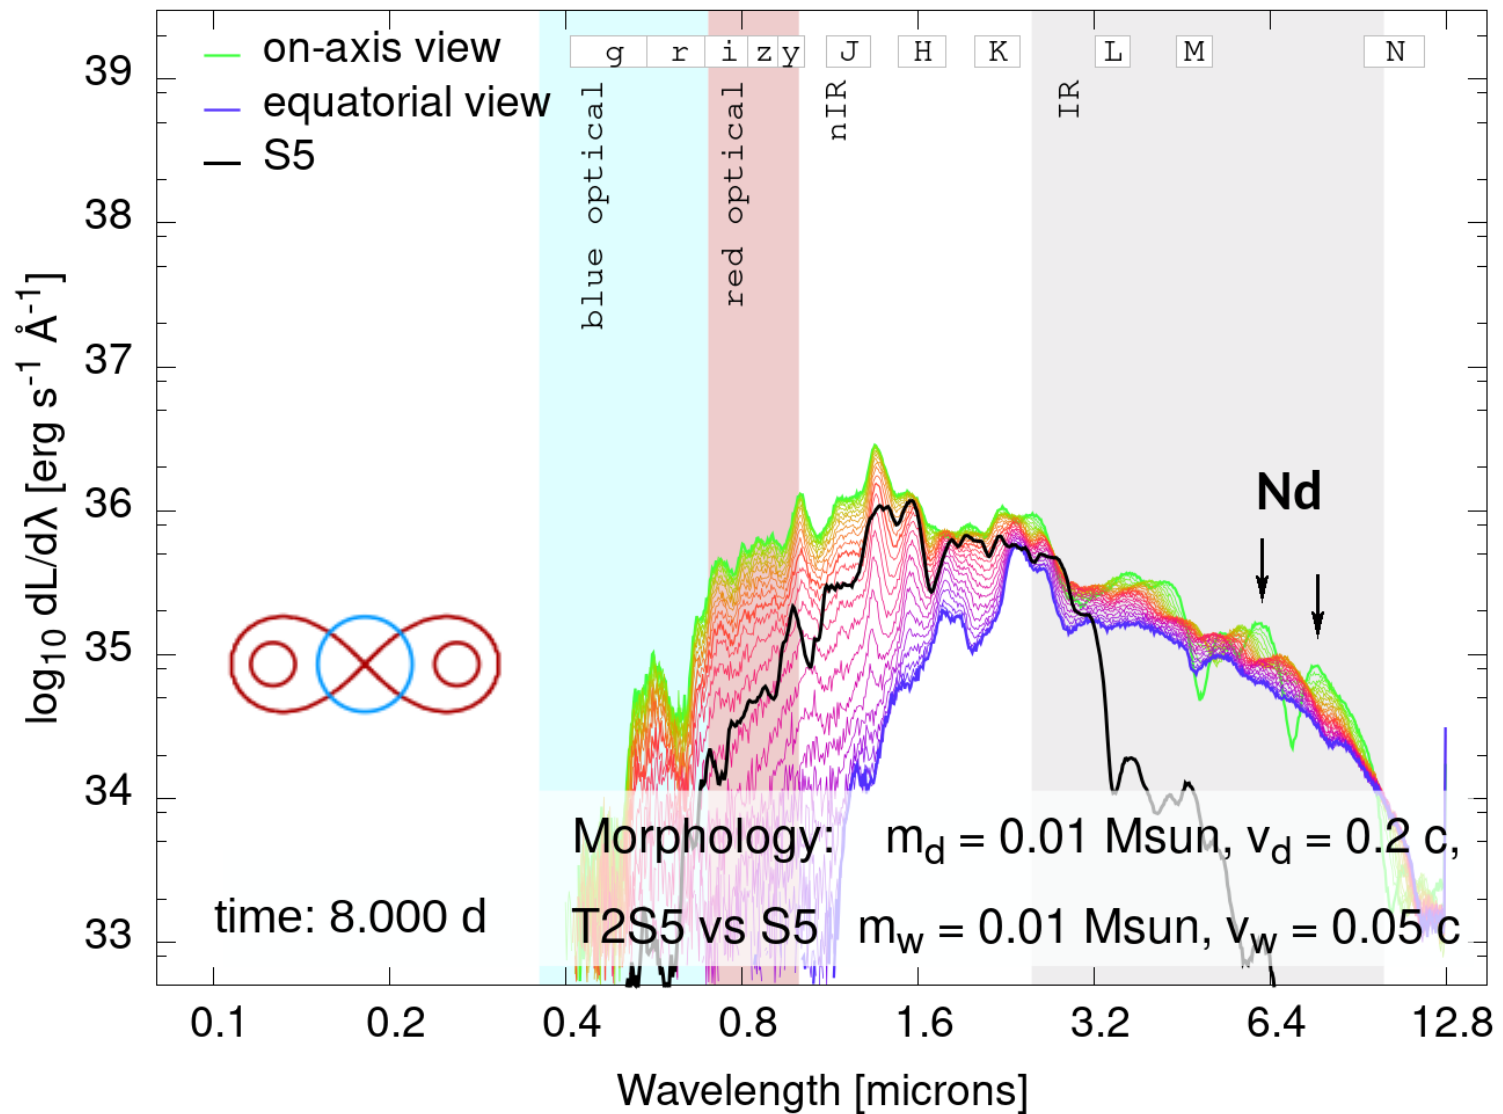 on-axis view
equatorial view
S5
g r i z y J H K L M N
blue optical
red optical
nIR
IR
Nd
log10 dL/dλ [erg s-1 Å-1]
39
38
37
36
35
34
33
time: 8.000 d
Morphology: md = 0.01 Msun, vd = 0.2 c,
T2S5 vs S5 mw = 0.01 Msun, vw = 0.05 c
0.1 0.2 0.4 0.8 1.6 3.2 6.4 12.8
Wavelength [microns]